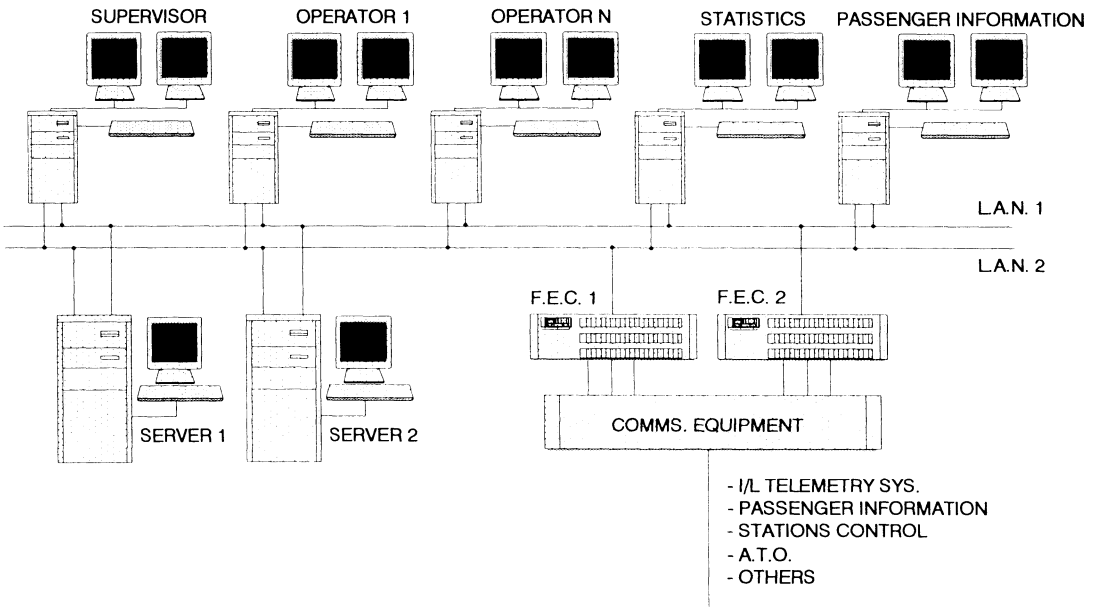 SUPERVISOR
OPERATOR 1
OPERATOR N
STATISTICS
PASSENGER INFORMATION
L.A.N. 1
L.A.N. 2
F.E.C. 1
F.E.C. 2
SERVER 1
SERVER 2
COMMS. EQUIPMENT
- I/L TELEMETRY SYS.
- PASSENGER INFORMATION
- STATIONS CONTROL
- A.T.O.
- OTHERS